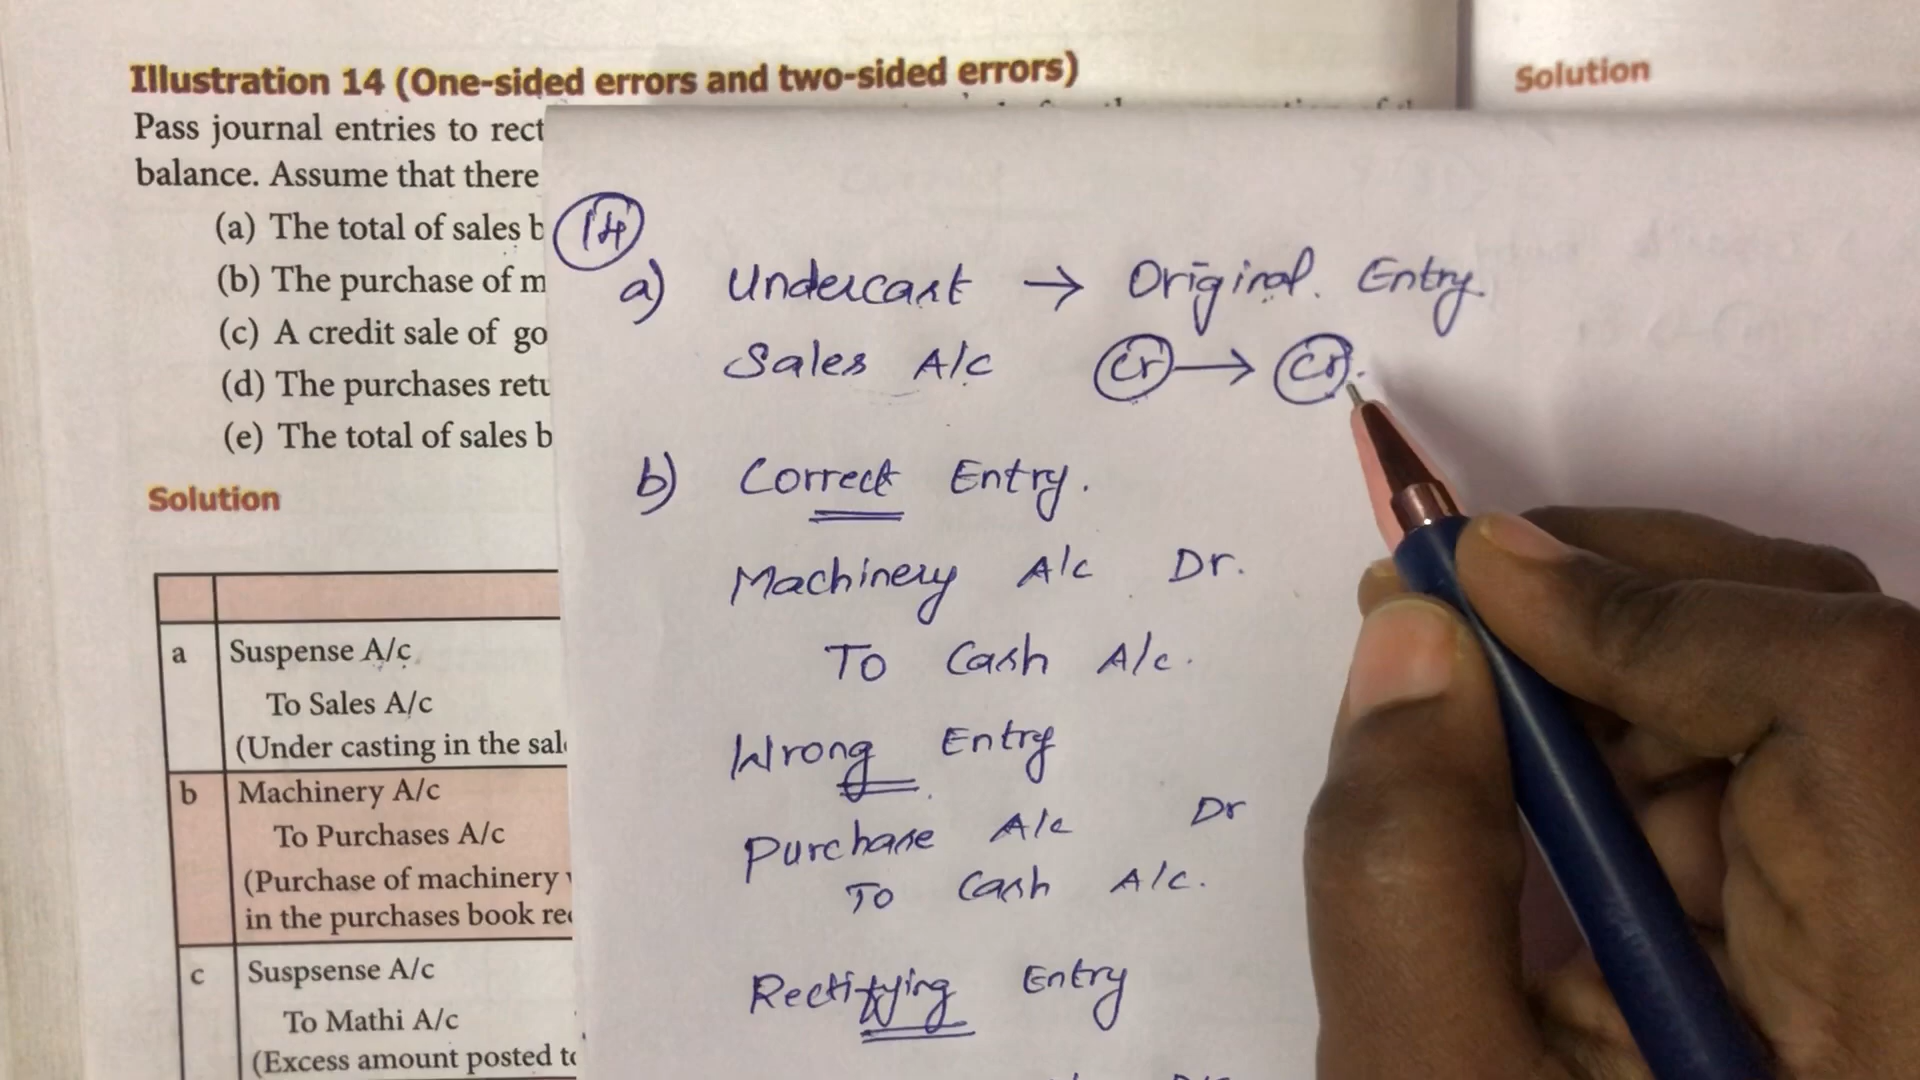 Illustration 14 (One-sided errors and two-sided errors)
Pass journal entries to rect
balance. Assume that there
(a) The total of sales b
(b) The purchase of m
(c) A credit sale of go
(d) The purchases retu
(e) The total of sales b
Solution
a Suspense A/c
To Sales A/c
(Under casting in the sal
b Machinery A/c
To Purchases A/c
(Purchase of machinery
in the purchases book re
c Suspsense A/c
To Mathi A/c
(Excess amount posted to
Solution
14
a) Undercast → Original. Entry.
Sales A/c Cr → Cr.
b) Correct Entry.
Machinery A/c Dr.
To Cash A/c.
Wrong Entry
Purchase A/c Dr
To Cash A/c.
Rectifying Entry